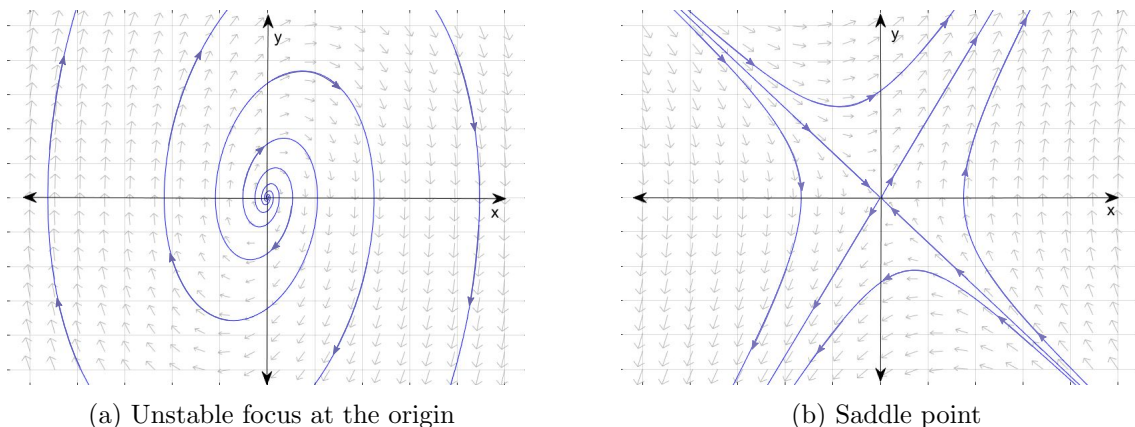 y
x
(a) Unstable focus at the origin
y
x
(b) Saddle point